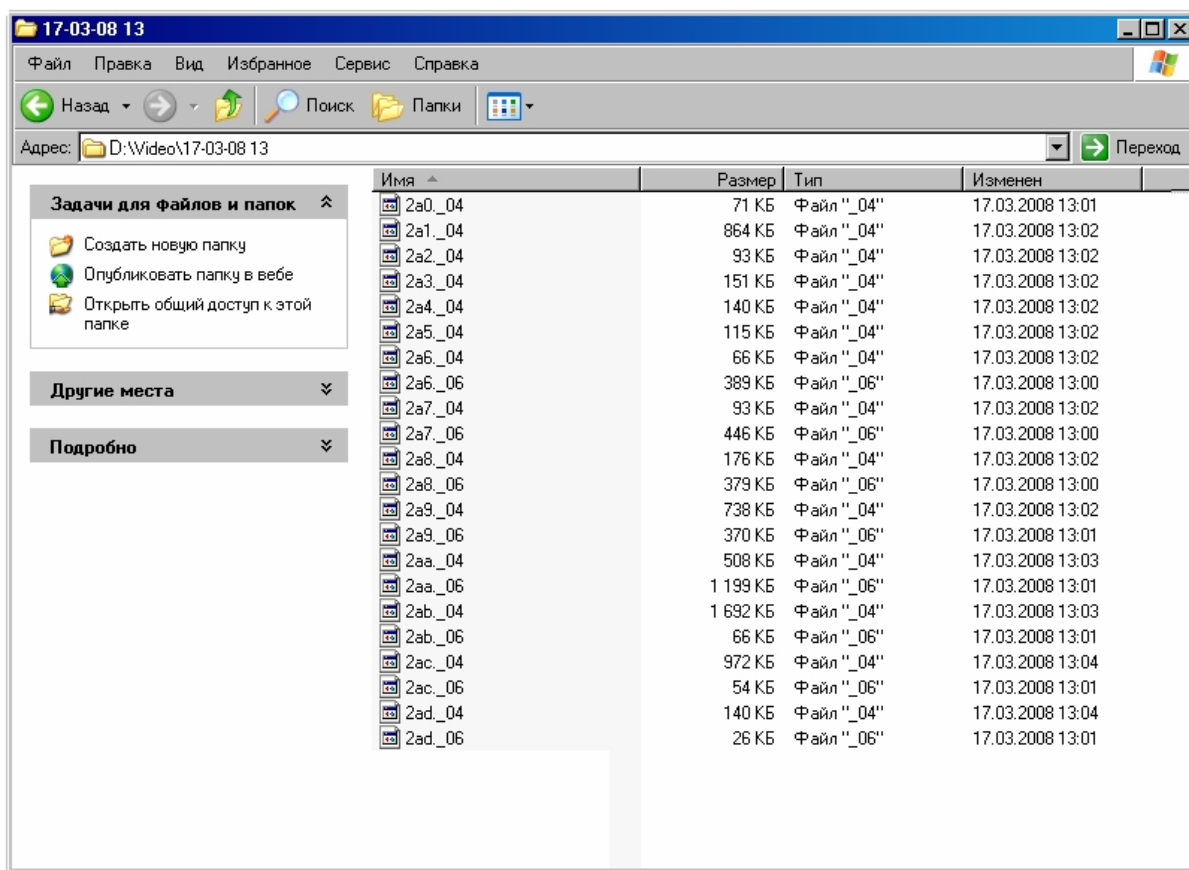 17-03-08 13
Файл Правка Вид Избранное Сервис Справка
Назад Поиск Папки
Адрес: D:\Video\17-03-08 13 Переход
Задачи для файлов и папок
Создать новую папку
Опубликовать папку в вебе
Открыть общий доступ к этой
папке
Другие места
Подробно
Имя Размер Тип Изменен
2a0._04 71 КБ Файл "_04" 17.03.2008 13:01
2a1._04 864 КБ Файл "_04" 17.03.2008 13:02
2a2._04 93 КБ Файл "_04" 17.03.2008 13:02
2a3._04 151 КБ Файл "_04" 17.03.2008 13:02
2a4._04 140 КБ Файл "_04" 17.03.2008 13:02
2a5._04 115 КБ Файл "_04" 17.03.2008 13:02
2a6._04 66 КБ Файл "_04" 17.03.2008 13:02
2a6._06 389 КБ Файл "_06" 17.03.2008 13:00
2a7._04 93 КБ Файл "_04" 17.03.2008 13:02
2a7._06 446 КБ Файл "_06" 17.03.2008 13:00
2a8._04 176 КБ Файл "_04" 17.03.2008 13:02
2a8._06 379 КБ Файл "_06" 17.03.2008 13:00
2a9._04 738 КБ Файл "_04" 17.03.2008 13:02
2a9._06 370 КБ Файл "_06" 17.03.2008 13:01
2aa._04 508 КБ Файл "_04" 17.03.2008 13:03
2aa._06 1 199 КБ Файл "_06" 17.03.2008 13:01
2ab._04 1 692 КБ Файл "_04" 17.03.2008 13:03
2ab._06 66 КБ Файл "_06" 17.03.2008 13:01
2ac._04 972 КБ Файл "_04" 17.03.2008 13:04
2ac._06 54 КБ Файл "_06" 17.03.2008 13:01
2ad._04 140 КБ Файл "_04" 17.03.2008 13:04
2ad._06 26 КБ Файл "_06" 17.03.2008 13:01